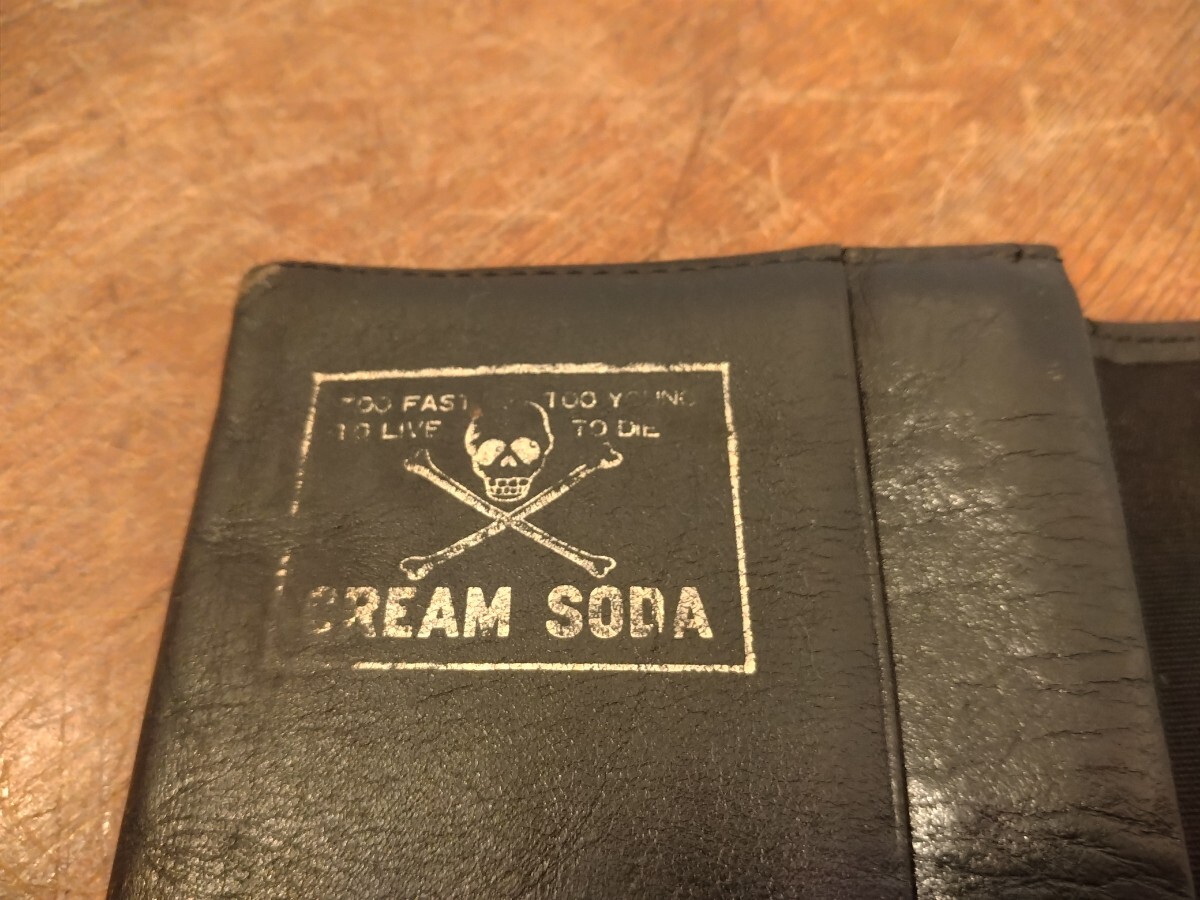 TOO FAST TOO YOUNG
TO LIVE TO DIE
CREAM SODA